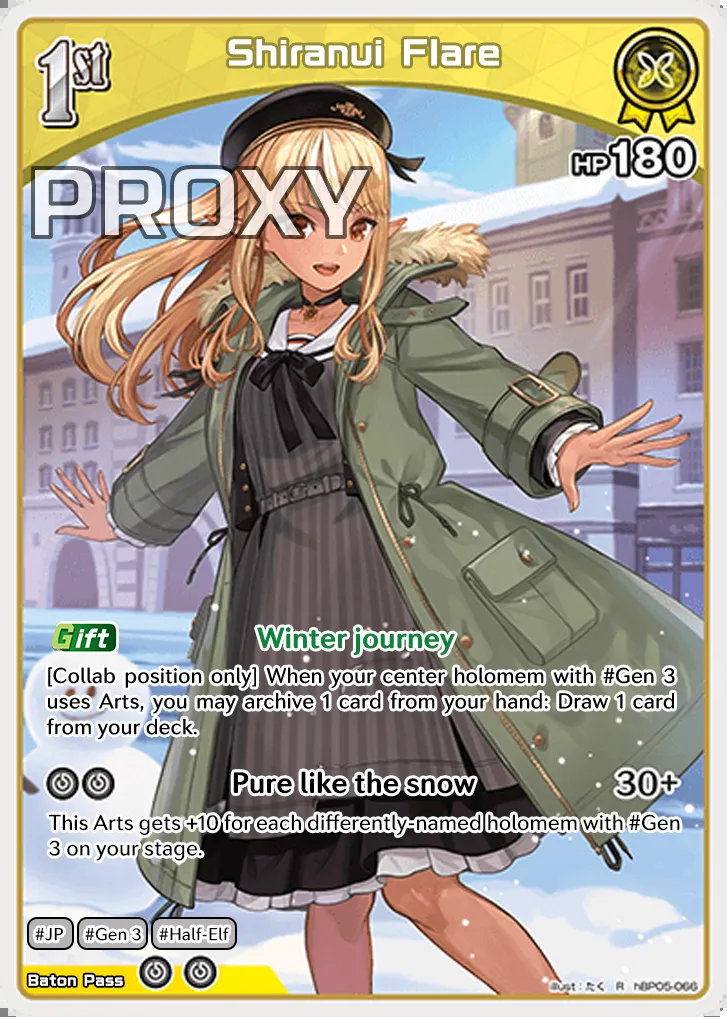 1st
Shiranui Flare
HP180
PROXY
Gift
Winter journey
[Collab position only] When your center holomem with #Gen 3
uses Arts, you may archive 1 card from your hand: Draw 1 card
from your deck.
Pure like the snow
30+
This Arts gets +10 for each differently-named holomem with #Gen
3 on your stage.
#JP #Gen 3 #Half-Elf
Baton Pass
illust : たく R hBP05-066